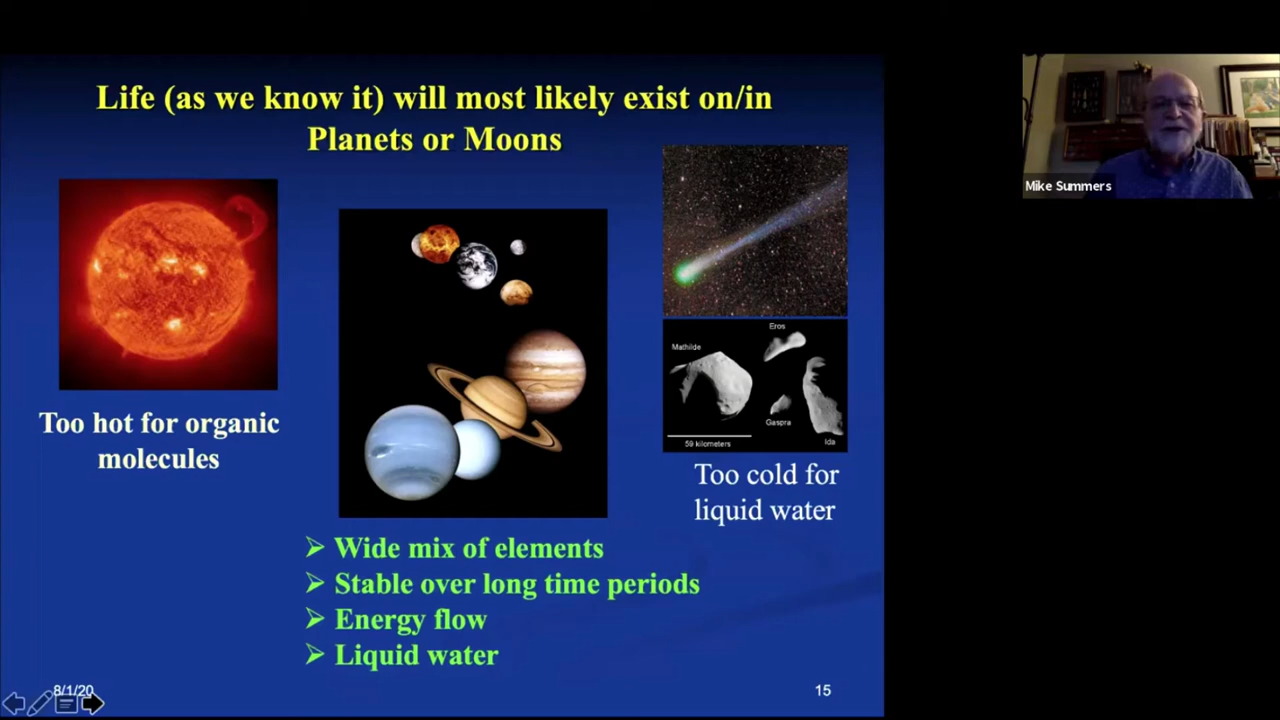 Life (as we know it) will most likely exist on/in
Planets or Moons
Too hot for organic
molecules
Eros
Mathilde
Gaspra
Ida
59 kilometers
Too cold for
liquid water
Wide mix of elements
Stable over long time periods
Energy flow
Liquid water
8/1/20
15
Mike Summers